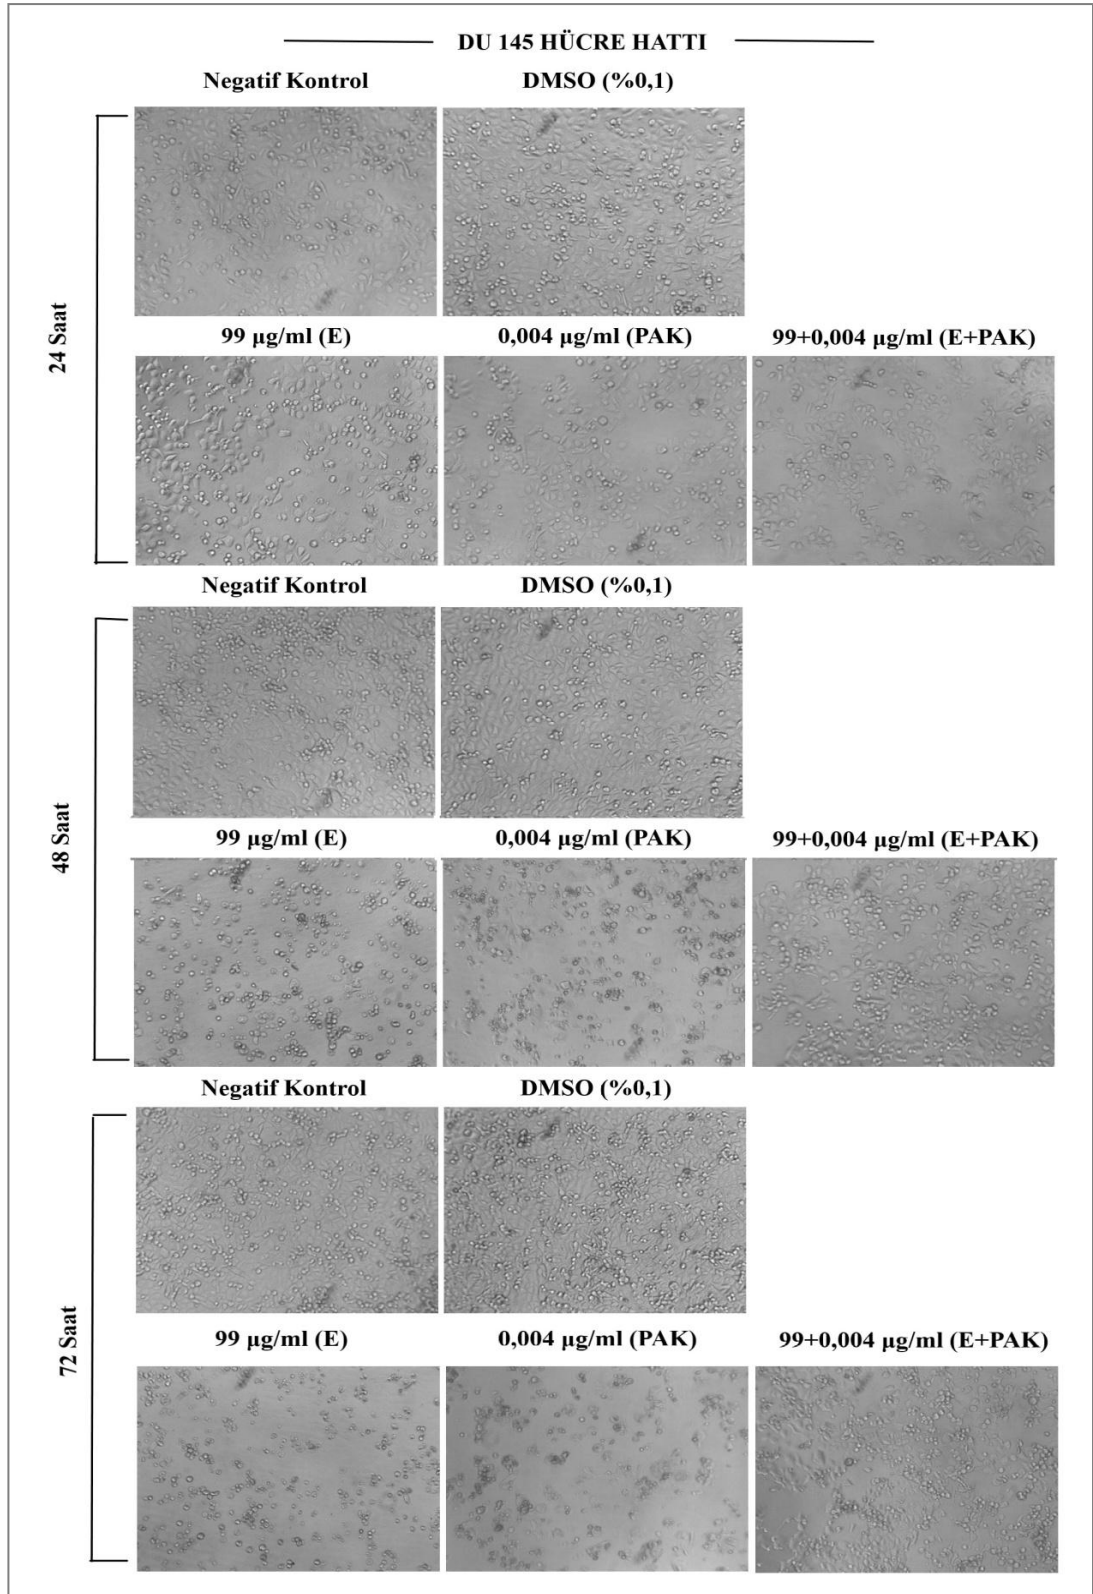 DU 145 HÜCRE HATTI
Negatif Kontrol DMSO (%0,1)
24 Saat
99 µg/ml (E) 0,004 µg/ml (PAK) 99+0,004 µg/ml (E+PAK)
Negatif Kontrol DMSO (%0,1)
48 Saat
99 µg/ml (E) 0,004 µg/ml (PAK) 99+0,004 µg/ml (E+PAK)
Negatif Kontrol DMSO (%0,1)
72 Saat
99 µg/ml (E) 0,004 µg/ml (PAK) 99+0,004 µg/ml (E+PAK)